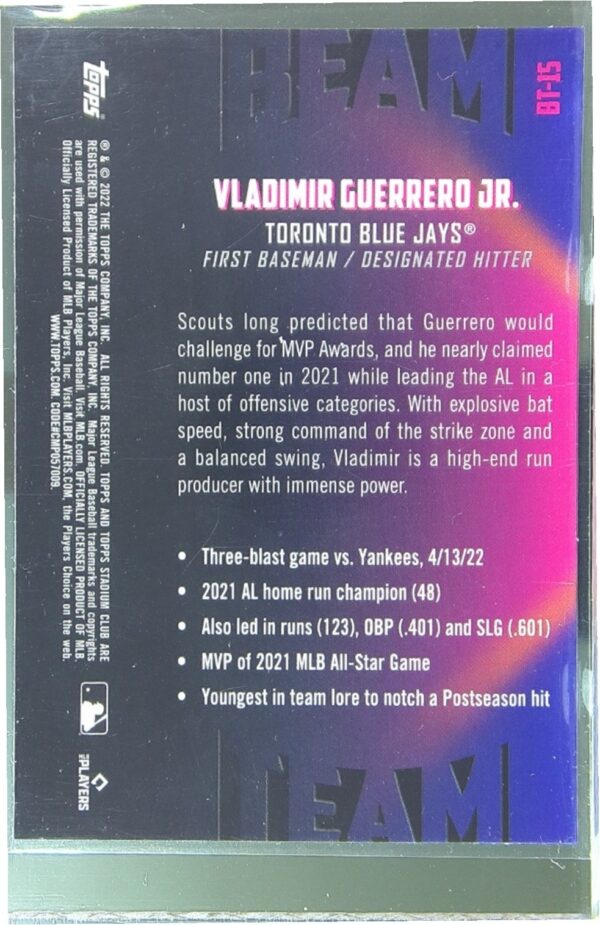 BEAM
BT-15
VLADIMIR GUERRERO JR.
TORONTO BLUE JAYS®
FIRST BASEMAN / DESIGNATED HITTER
Scouts long predicted that Guerrero would
challenge for MVP Awards, and he nearly claimed
number one in 2021 while leading the AL in a
host of offensive categories. With explosive bat
speed, strong command of the strike zone and
a balanced swing, Vladimir is a high-end run
producer with immense power.
• Three-blast game vs. Yankees, 4/13/22
• 2021 AL home run champion (48)
• Also led in runs (123), OBP (.401) and SLG (.601)
• MVP of 2021 MLB All-Star Game
• Youngest in team lore to notch a Postseason hit
TEAM
topps
® & © 2022 THE TOPPS COMPANY, INC. ALL RIGHTS RESERVED. TOPPS AND TOPPS STADIUM CLUB ARE
REGISTERED TRADEMARKS OF THE TOPPS COMPANY, INC. Major League Baseball trademarks and copyrights
are used with permission of Major League Baseball. Visit MLB.com. OFFICIALLY LICENSED PRODUCT OF MLB
Officially Licensed Product of MLB Players, Inc. Visit MLBPLAYERS.COM, the Players Choice on the web.
WWW.TOPPS.COM. CODE#CMP057009.
MLB PLAYERS